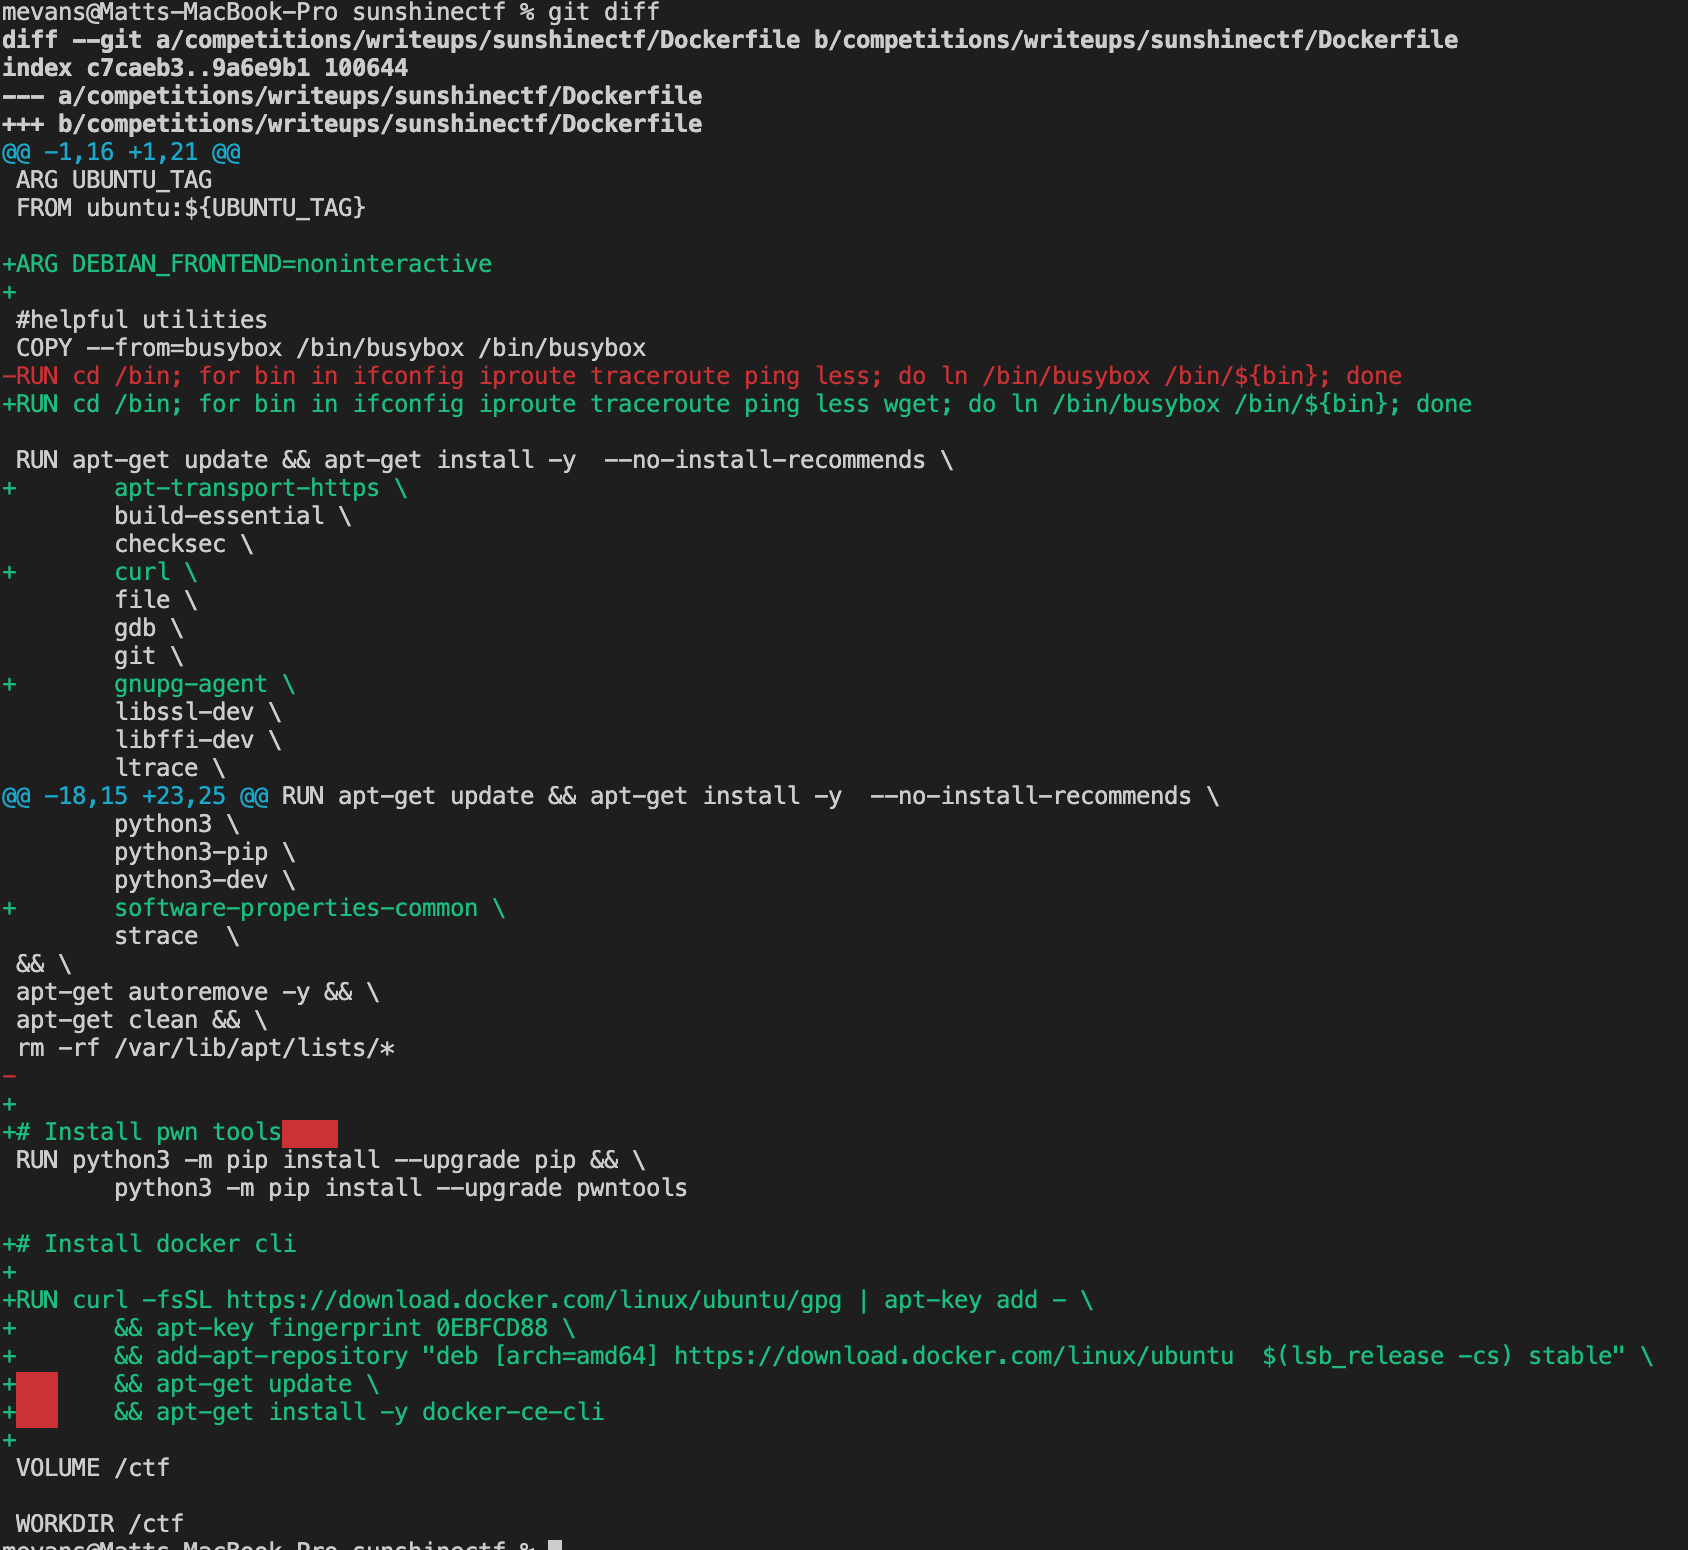 mevans@Matts-MacBook-Pro sunshinectf % git diff
diff --git a/competitions/writeups/sunshinectf/Dockerfile b/competitions/writeups/sunshinectf/Dockerfile
index c7caeb3..9a6e9b1 100644
--- a/competitions/writeups/sunshinectf/Dockerfile
+++ b/competitions/writeups/sunshinectf/Dockerfile
@@ -1,16 +1,21 @@
 ARG UBUNTU_TAG
 FROM ubuntu:${UBUNTU_TAG}

+ARG DEBIAN_FRONTEND=noninteractive
+
 #helpful utilities
 COPY --from=busybox /bin/busybox /bin/busybox
-RUN cd /bin; for bin in ifconfig iproute traceroute ping less; do ln /bin/busybox /bin/${bin}; done
+RUN cd /bin; for bin in ifconfig iproute traceroute ping less wget; do ln /bin/busybox /bin/${bin}; done

 RUN apt-get update && apt-get install -y  --no-install-recommends \
+       apt-transport-https \
        build-essential \
        checksec \
+       curl \
        file \
        gdb \
        git \
+       gnupg-agent \
        libssl-dev \
        libffi-dev \
        ltrace \
@@ -18,15 +23,25 @@ RUN apt-get update && apt-get install -y  --no-install-recommends \
        python3 \
        python3-pip \
        python3-dev \
+       software-properties-common \
        strace  \
 && \
 apt-get autoremove -y && \
 apt-get clean && \
 rm -rf /var/lib/apt/lists/*
-
+
+# Install pwn tools
 RUN python3 -m pip install --upgrade pip && \
        python3 -m pip install --upgrade pwntools

+# Install docker cli
+
+RUN curl -fsSL https://download.docker.com/linux/ubuntu/gpg | apt-key add - \
+       && apt-key fingerprint 0EBFCD88 \
+       && add-apt-repository "deb [arch=amd64] https://download.docker.com/linux/ubuntu  $(lsb_release -cs) stable" \
+       && apt-get update \
+       && apt-get install -y docker-ce-cli
+
 VOLUME /ctf

 WORKDIR /ctf
mevans@Matts-MacBook-Pro sunshinectf %